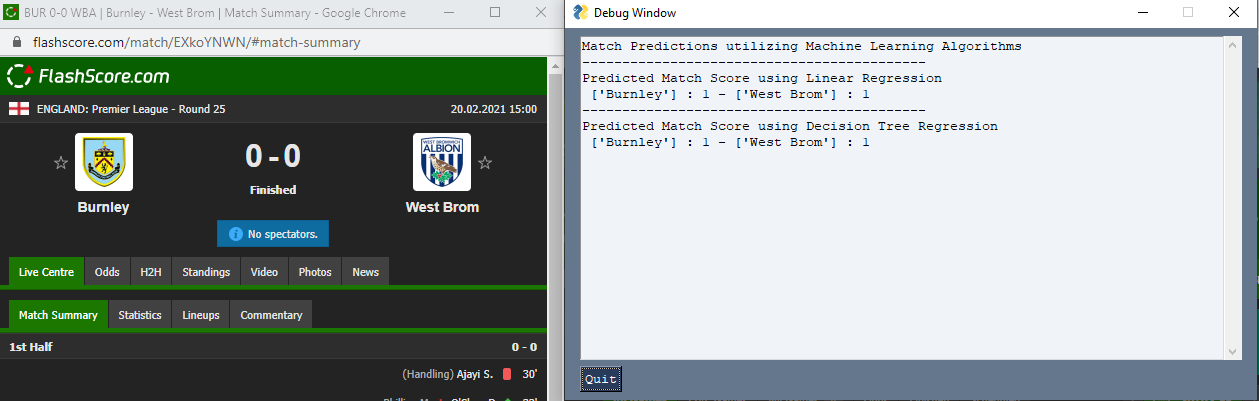 BUR 0-0 WBA | Burnley - West Brom | Match Summary - Google Chrome
flashscore.com/match/EXkoYNWN/#match-summary
FlashScore.com
ENGLAND: Premier League - Round 25 20.02.2021 15:00
WEST BROMWICH
ALBION
0 - 0
Finished
Burnley West Brom
No spectators.
Live Centre Odds H2H Standings Video Photos News
Match Summary Statistics Lineups Commentary
1st Half 0 - 0
(Handling) Ajayi S. 30'
Debug Window
Match Predictions utilizing Machine Learning Algorithms
-------------------------------------------
Predicted Match Score using Linear Regression
['Burnley'] : 1 - ['West Brom'] : 1
-------------------------------------------
Predicted Match Score using Decision Tree Regression
['Burnley'] : 1 - ['West Brom'] : 1
Quit